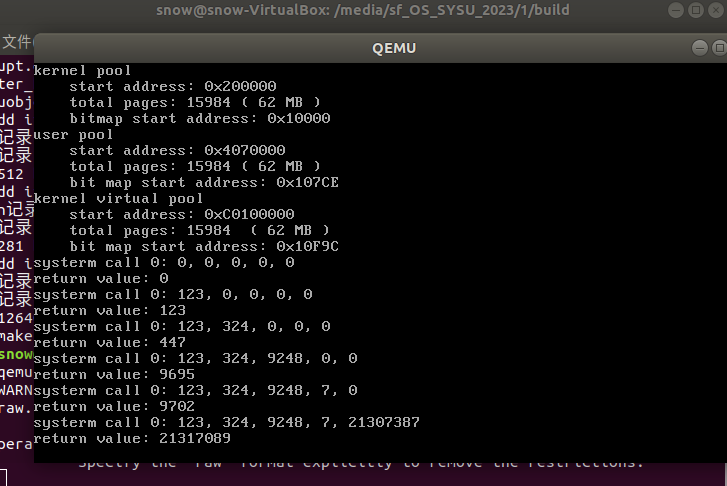 snow@snow-VirtualBox: /media/sf_OS_SYSU_2023/1/build
文件
QEMU
upt.
ter_
uobj
dd i
记录
记录
512
dd i
n记录
记录
281
dd i
记录
记录
1264
make
snow
qemu
WARN
raw.
pera
kernel pool
start address: 0x200000
total pages: 15984 ( 62 MB )
bitmap start address: 0x10000
user pool
start address: 0x4070000
total pages: 15984 ( 62 MB )
bit map start address: 0x107CE
kernel virtual pool
start address: 0xC0100000
total pages: 15984  ( 62 MB )
bit map start address: 0x10F9C
systerm call 0: 0, 0, 0, 0, 0
return value: 0
systerm call 0: 123, 0, 0, 0, 0
return value: 123
systerm call 0: 123, 324, 0, 0, 0
return value: 447
systerm call 0: 123, 324, 9248, 0, 0
return value: 9695
systerm call 0: 123, 324, 9248, 7, 0
return value: 9702
systerm call 0: 123, 324, 9248, 7, 21307387
return value: 21317089
Specify the 'raw' format explicitly to remove the restrictions.